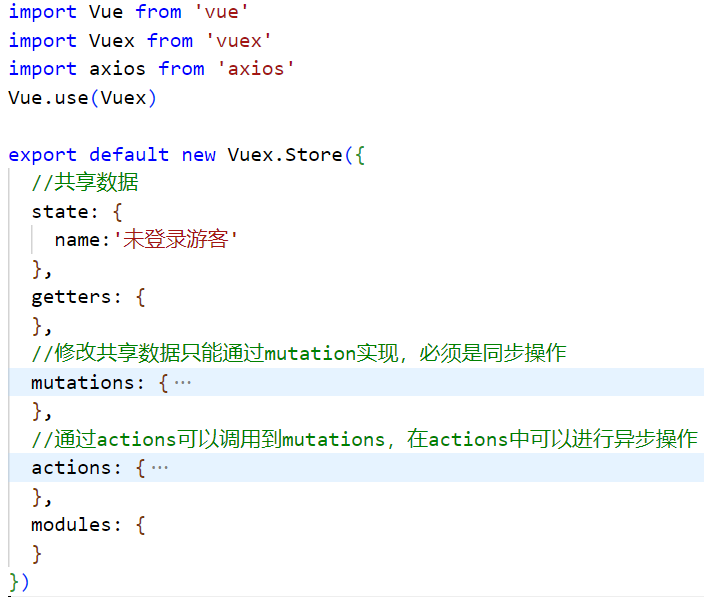 import Vue from 'vue'
import Vuex from 'vuex'
import axios from 'axios'
Vue.use(Vuex)

export default new Vuex.Store({
  //共享数据
  state: {
    name:'未登录游客'
  },
  getters: {
  },
  //修改共享数据只能通过mutation实现，必须是同步操作
  mutations: {···
  },
  //通过actions可以调用到mutations，在actions中可以进行异步操作
  actions: {···
  },
  modules: {
  }
})